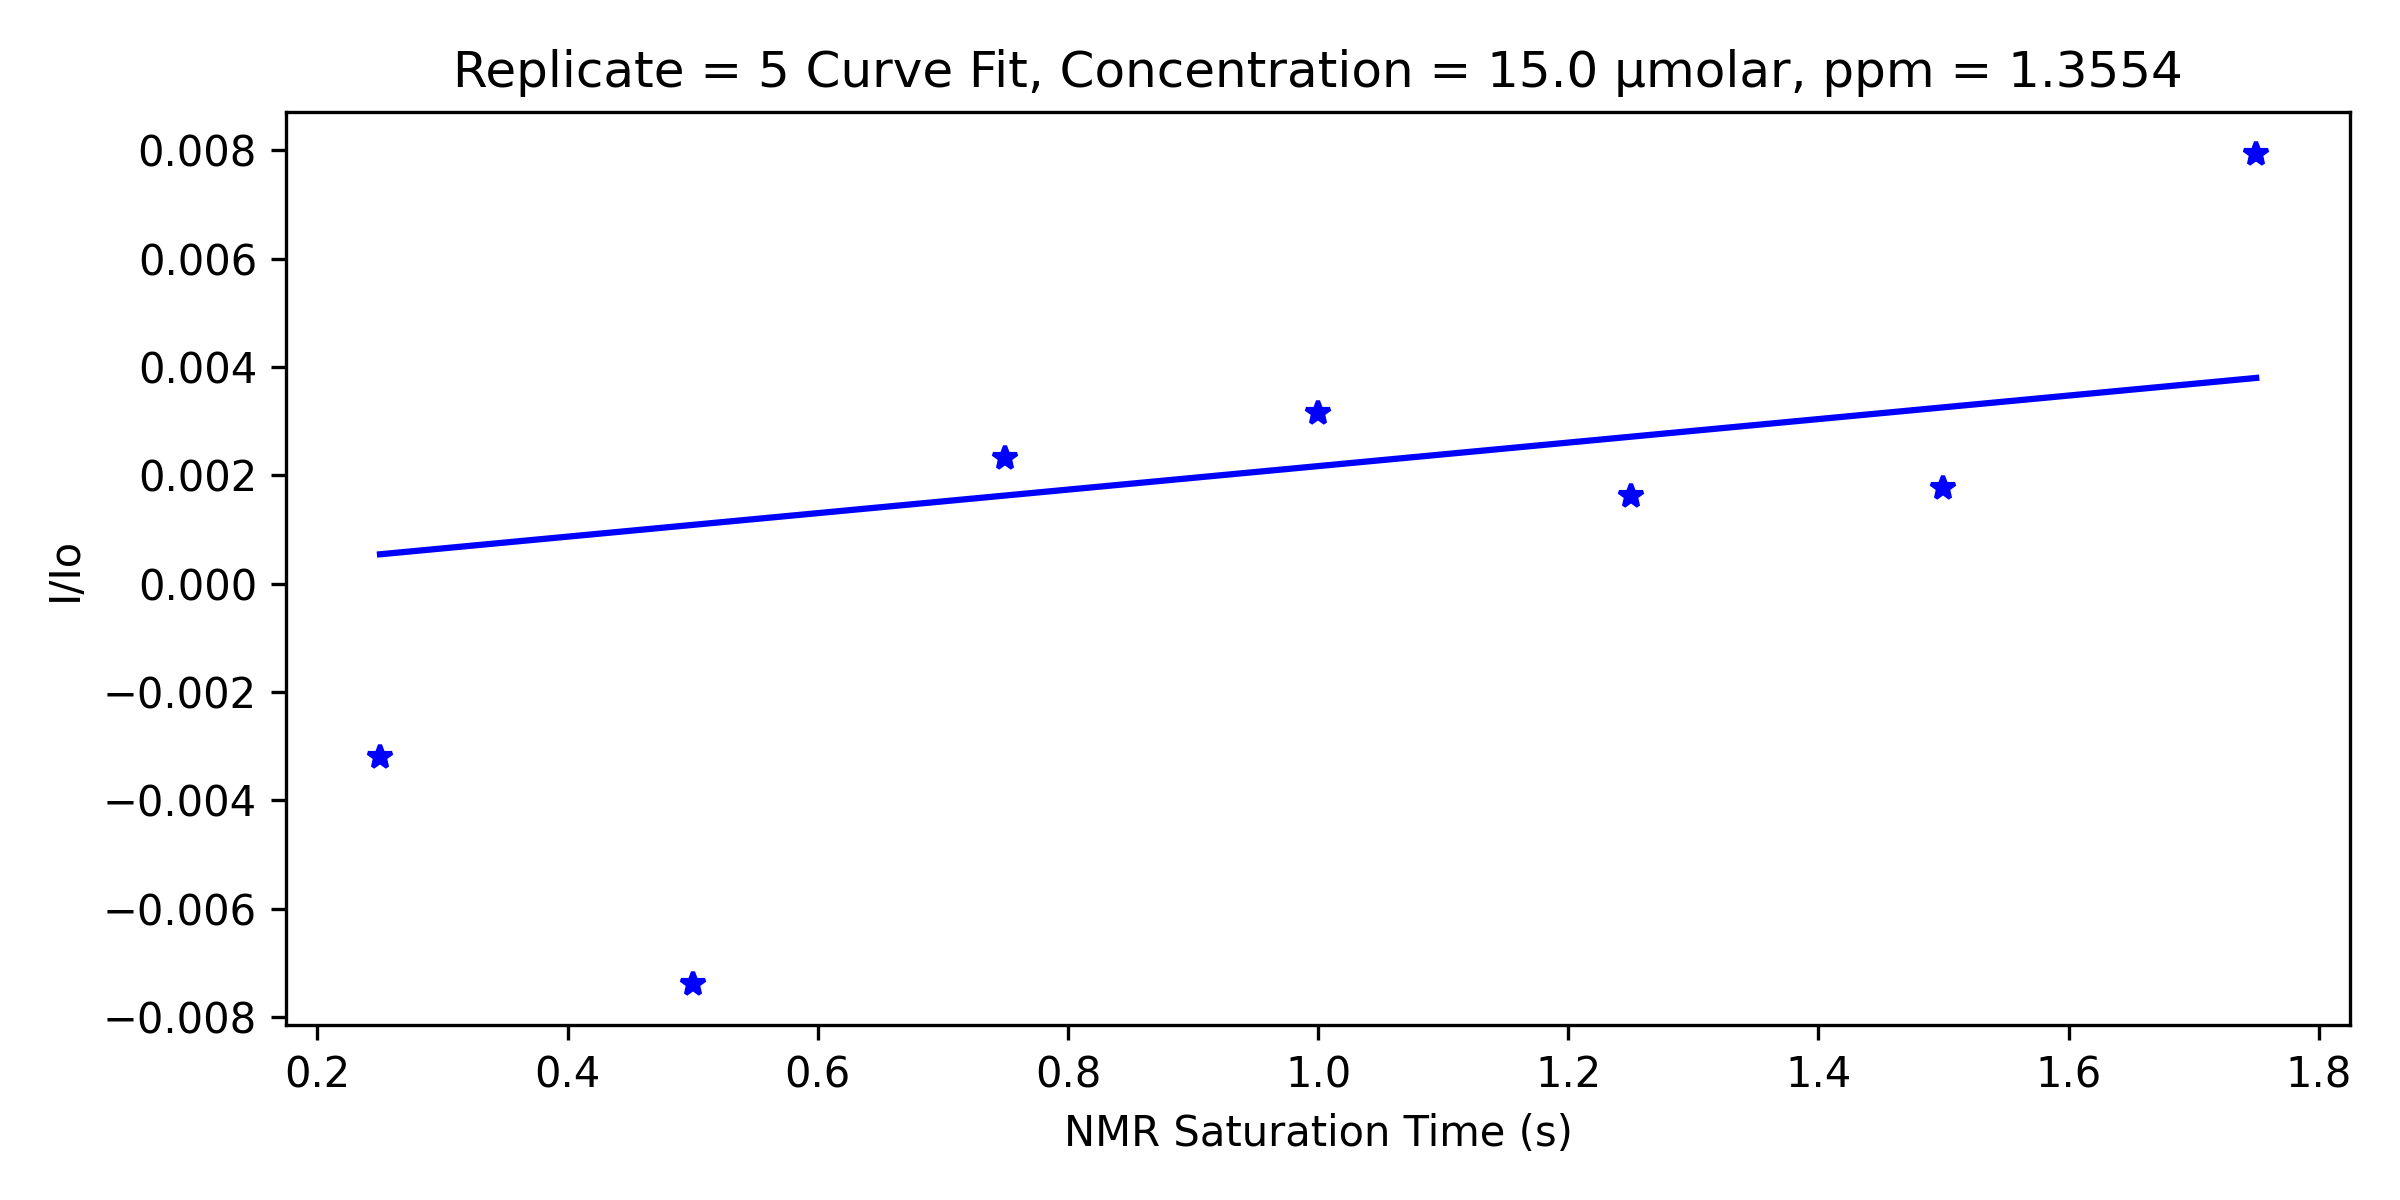 Replicate = 5 Curve Fit, Concentration = 15.0 μmolar, ppm = 1.3554
0.008
0.006
0.004
0.002
0.000
−0.002
−0.004
−0.006
−0.008
I/Io
0.2 0.4 0.6 0.8 1.0 1.2 1.4 1.6 1.8
NMR Saturation Time (s)